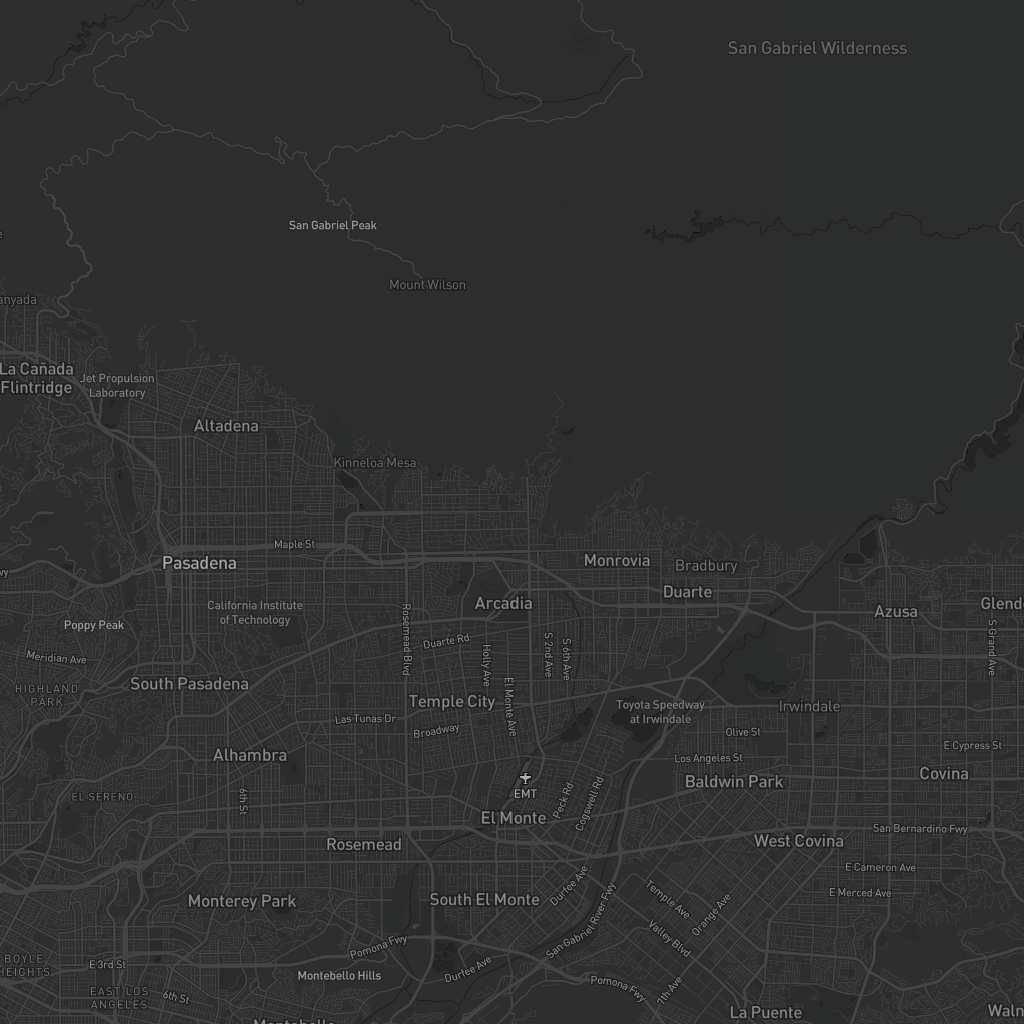 San Gabriel Wilderness
San Gabriel Peak
Mount Wilson
anyada
La Cañada
Flintridge
Jet Propulsion
Laboratory
Altadena
Kinneloa Mesa
Maple St
Pasadena
Monrovia
Bradbury
Duarte
California Institute
of Technology
Arcadia
Azusa
Glend
Poppy Peak
Rosemead Blvd
Duarte Rd
Holly Ave
S 2nd Ave
S 6th Ave
S Grand Ave
Meridian Ave
HIGHLAND
PARK
South Pasadena
Temple City
El Monte Ave
Toyota Speedway
at Irwindale
Irwindale
Las Tunas Dr
Broadway
Olive St
Alhambra
Los Angeles St
E Cypress St
EL SERENO
6th St
EMT
Peck Rd
Cogswell Rd
Baldwin Park
Covina
El Monte
Rosemead
West Covina
San Bernardino Fwy
E Cameron Ave
E Merced Ave
Monterey Park
South El Monte
Durfee Ave
San Gabriel River Fwy
Temple Ave
Orange Ave
Valley Blvd
Pomona Fwy
BOYLE
HEIGHTS
E 3rd St
Montebello Hills
Durfee Ave
Pomona Fwy
7th Ave
EAST LOS
ANGELES
6th St
Montebello
La Puente
Waln